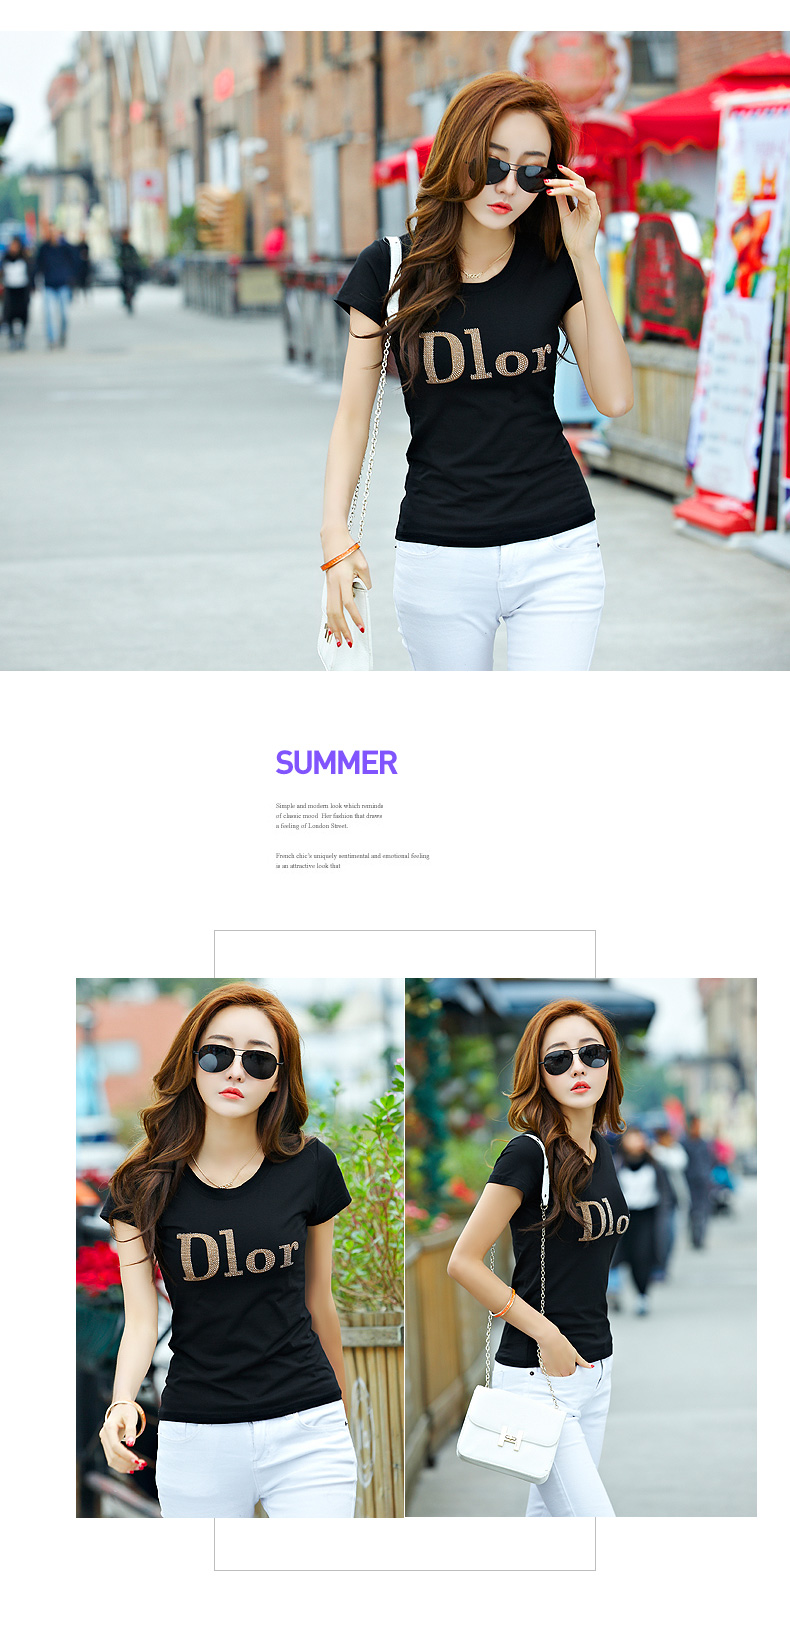 Dlor
SUMMER
Simple and modern look which reminds
of classic mood Her fashion that draws
a feeling of London Street.
French chic's uniquely sentimental and emotional feeling
is an attractive look that
Dlor
Dlo